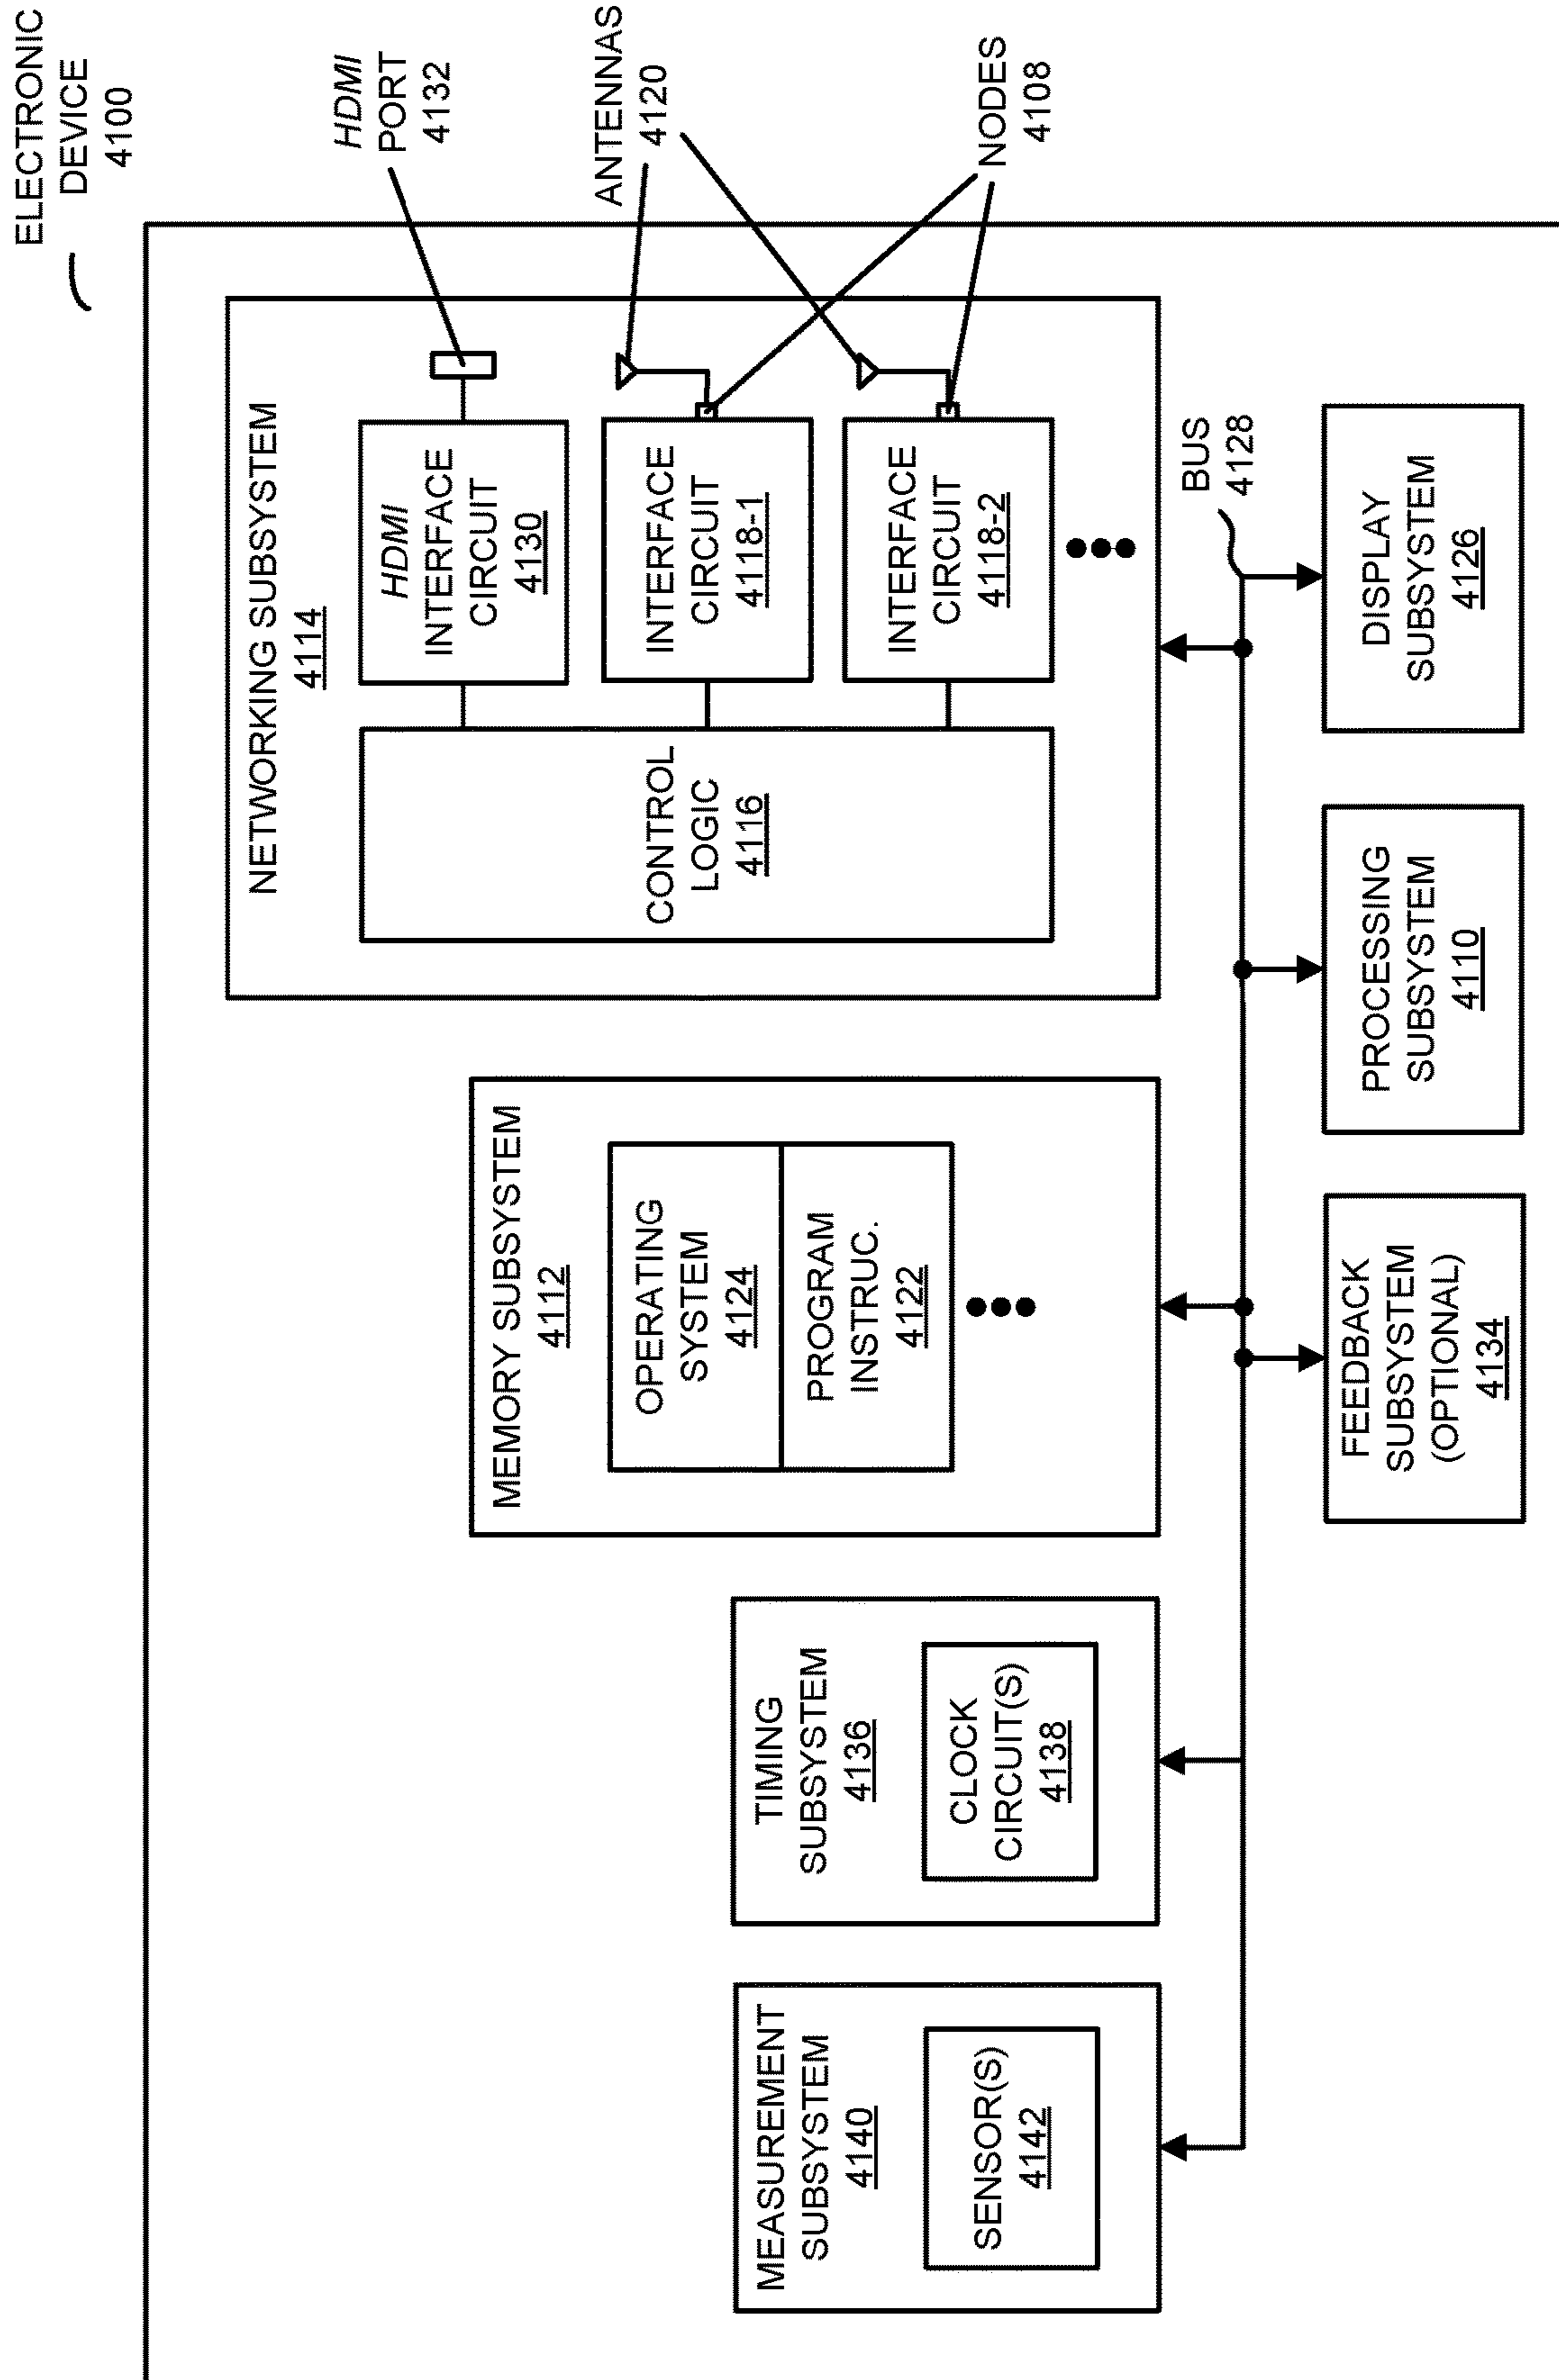 ELECTRONIC
DEVICE
4100
NETWORKING SUBSYSTEM
4114
HDMI
INTERFACE
CIRCUIT
4130
HDMI
PORT
4132
CONTROL
LOGIC
4116
INTERFACE
CIRCUIT
4118-1
ANTENNAS
4120
INTERFACE
CIRCUIT
4118-2
NODES
4108
MEMORY SUBSYSTEM
4112
OPERATING
SYSTEM
4124
PROGRAM
INSTRUC.
4122
TIMING
SUBSYSTEM
4136
CLOCK
CIRCUIT(S)
4138
MEASUREMENT
SUBSYSTEM
4140
SENSOR(S)
4142
BUS
4128
FEEDBACK
SUBSYSTEM
(OPTIONAL)
4134
PROCESSING
SUBSYSTEM
4110
DISPLAY
SUBSYSTEM
4126